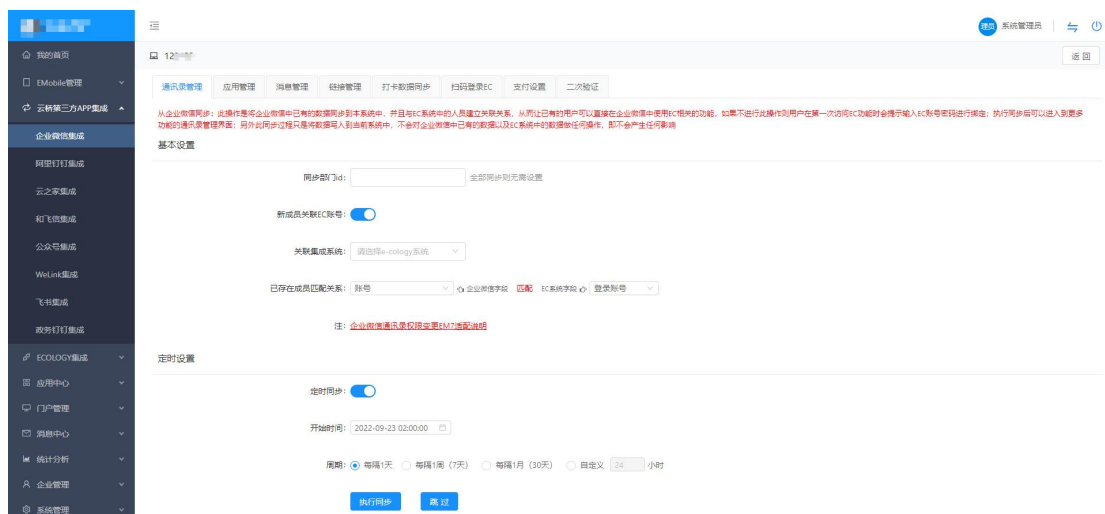 理员 系统管理员
我的首页
12
返回
EMobile管理
通讯录管理 应用管理 消息管理 链接管理 打卡数据同步 扫码登录EC 支付设置 二次验证
云桥第三方APP集成
从企业微信同步：此操作是将企业微信中已有的数据同步到本系统中，并且与EC系统中的人员建立关联关系，从而让已有的用户可以直接在企业微信中使用EC相关的功能，如果不进行此操作则用户在第一次访问EC功能时会提示输入EC账号密码进行绑定；执行同步后可以进入到更多
功能的通讯录管理界面；另外此同步过程只是将数据写入到当前系统中，不会对企业微信中已有的数据以及EC系统中的数据做任何操作，即不会产生任何影响
企业微信集成
基本设置
阿里钉钉集成
同步部门id： 全部同步则无需设置
云之家集成
和飞信集成
新成员关联EC账号：
公众号集成
关联集成系统： 请选择e-cology系统
WeLink集成
已存在成员匹配关系： 账号 企业微信字段 匹配 EC系统字段 登录账号
飞书集成
政务钉钉集成
注： 企业微信通讯录权限变更EM7适配说明
ECOLOGY集成
定时设置
应用中心
定时同步：
门户管理
开始时间： 2022-09-23 02:00:00
消息中心
统计分析
周期： 每隔1天 每隔1周（7天） 每隔1月（30天） 自定义 24 小时
企业管理
执行同步 跳过
系统管理